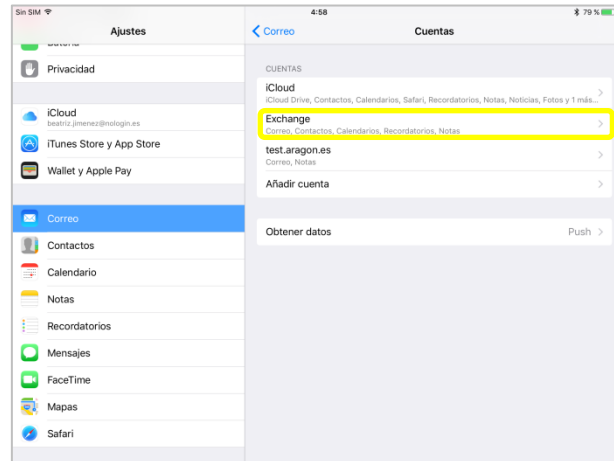 Sin SIM
4:58
79 %
Ajustes
Correo
Cuentas
Batería
Privacidad
iCloud
beatriz.jimenez@nologin.es
iTunes Store y App Store
Wallet y Apple Pay
Correo
Contactos
Calendario
Notas
Recordatorios
Mensajes
FaceTime
Mapas
Safari
CUENTAS
iCloud
iCloud Drive, Contactos, Calendarios, Safari, Recordatorios, Notas, Noticias, Fotos y 1 más...
Exchange
Correo, Contactos, Calendarios, Recordatorios, Notas
test.aragon.es
Correo, Notas
Añadir cuenta
Obtener datos
Push